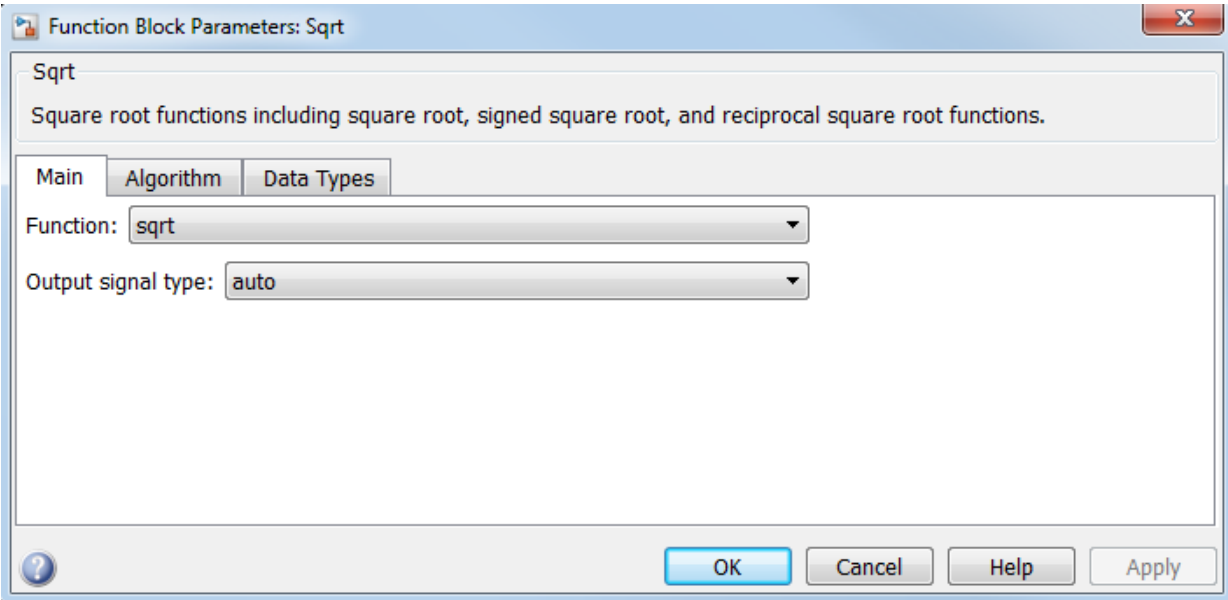 Function Block Parameters: Sqrt
Sqrt
Square root functions including square root, signed square root, and reciprocal square root functions.
Main Algorithm Data Types
Function: sqrt
Output signal type: auto
? OK Cancel Help Apply